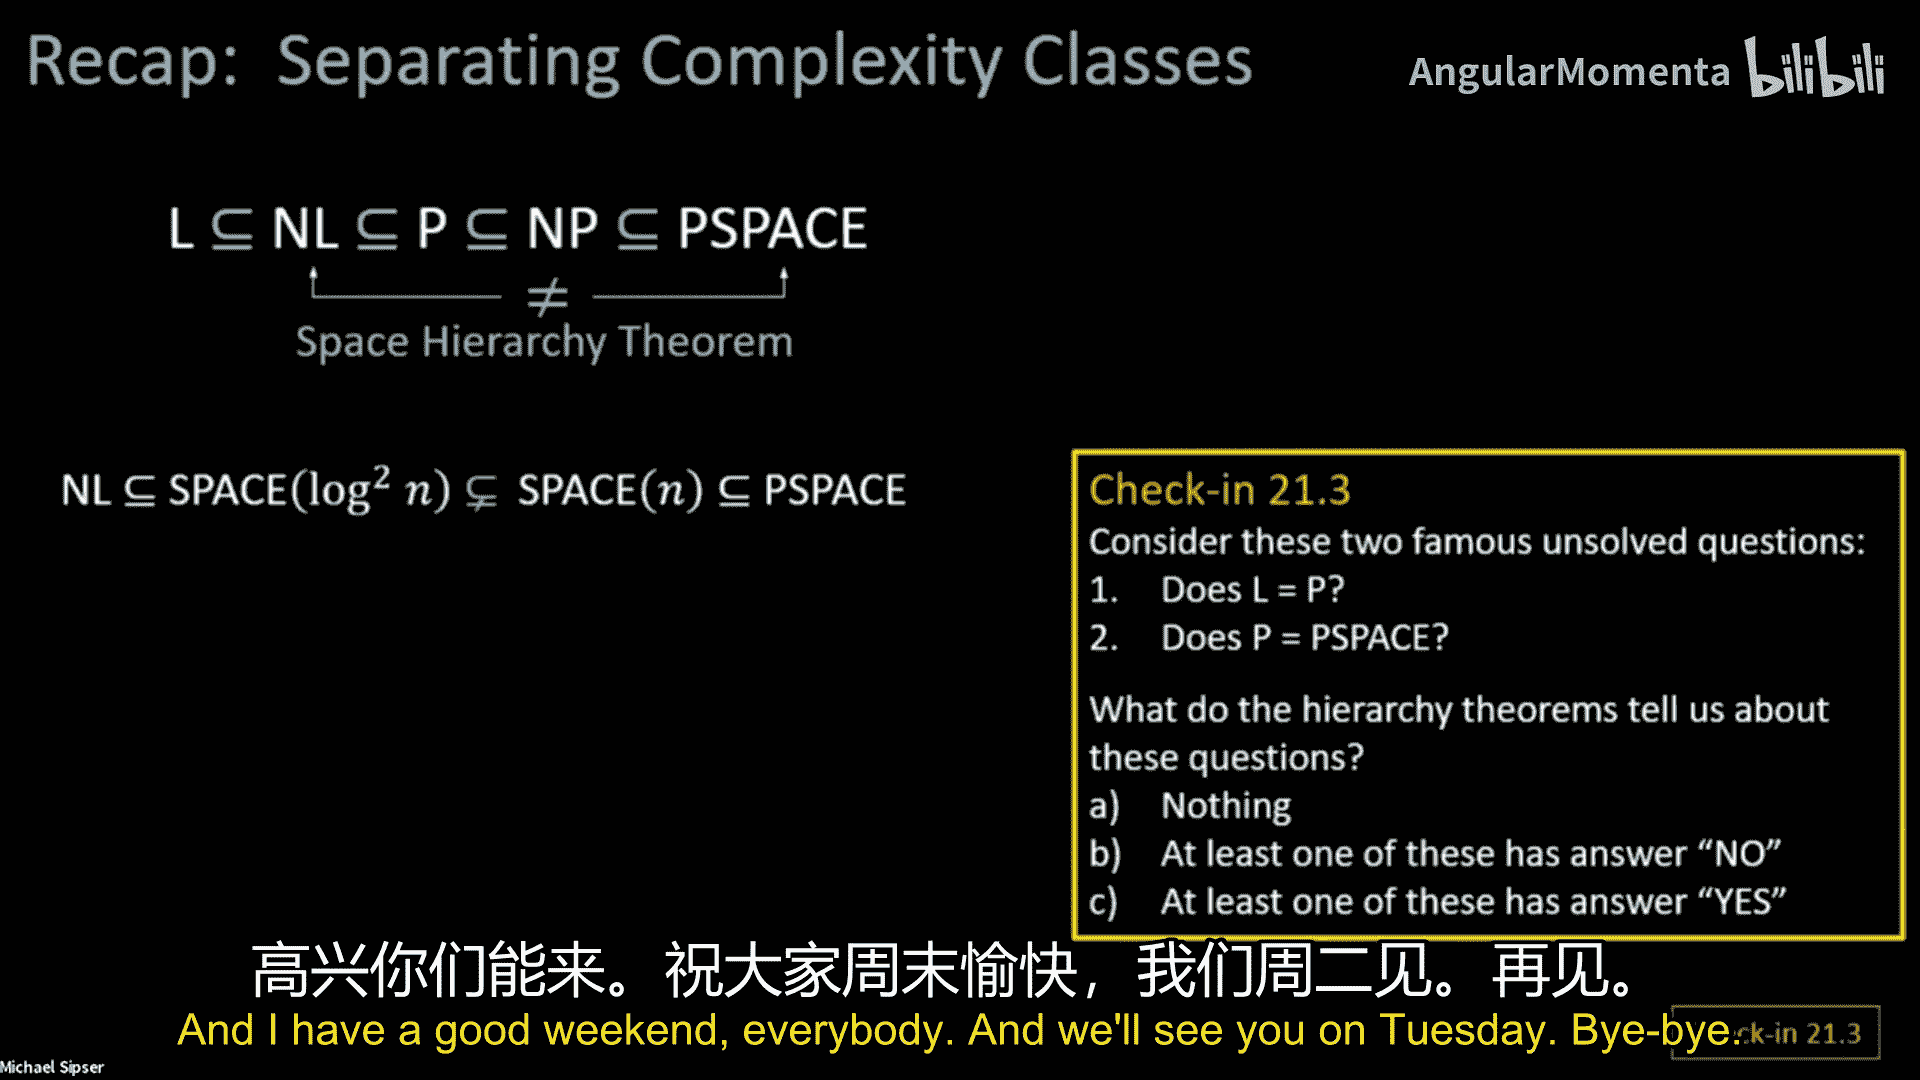 Recap: Separating Complexity Classes
AngularMomenta bilibili
L ⊆ NL ⊆ P ⊆ NP ⊆ PSPACE
≠
Space Hierarchy Theorem
NL ⊆ SPACE(log² n) ⊊ SPACE(n) ⊆ PSPACE
Check-in 21.3
Consider these two famous unsolved questions:
1. Does L = P?
2. Does P = PSPACE?
What do the hierarchy theorems tell us about
these questions?
a) Nothing
b) At least one of these has answer “NO”
c) At least one of these has answer “YES”
高兴你们能来。祝大家周末愉快，我们周二见。再见。
And I have a good weekend, everybody. And we'll see you on Tuesday. Bye-bye.
ck-in 21.3
Michael Sipser